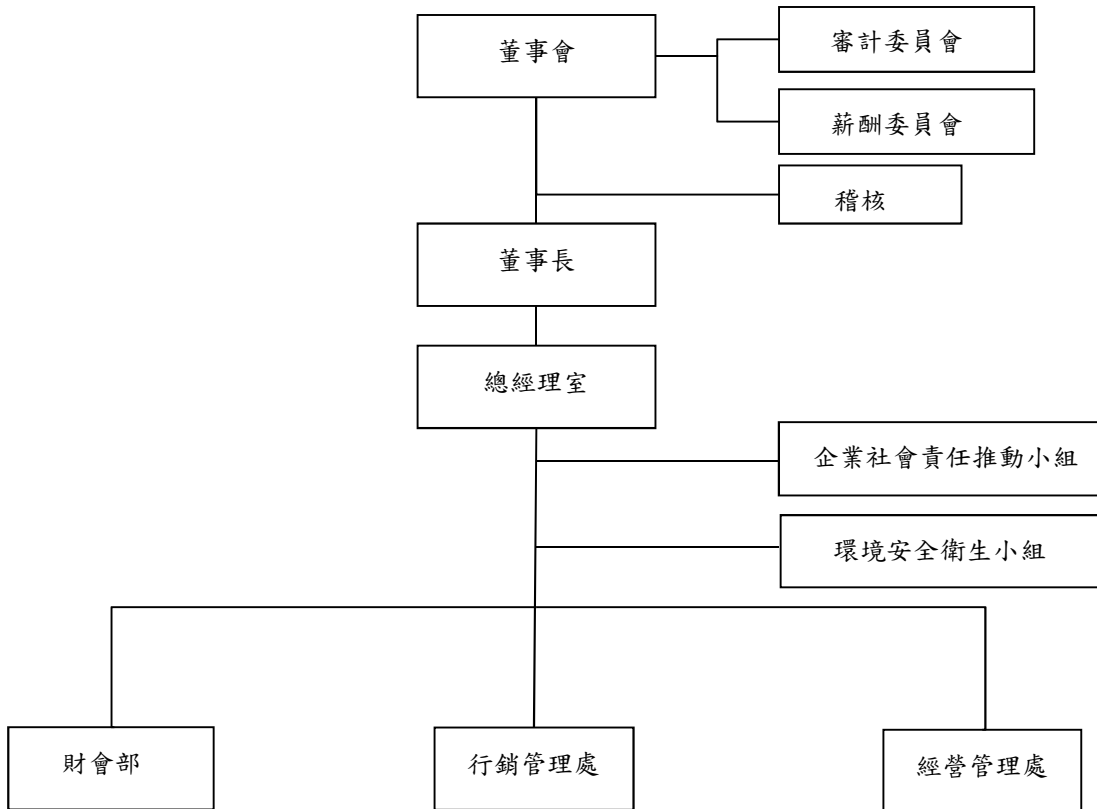 董事會
審計委員會
薪酬委員會
稽核
董事長
總經理室
企業社會責任推動小組
環境安全衛生小組
財會部
行銷管理處
經營管理處